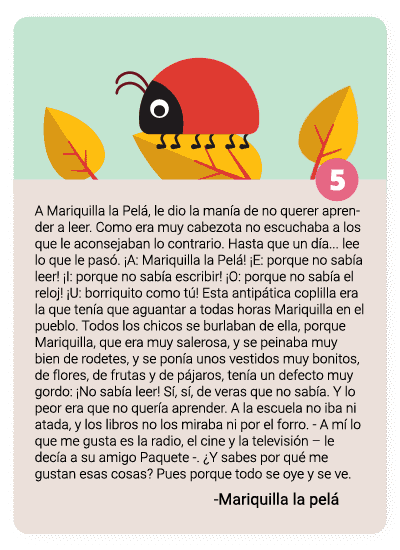 5
A Mariquilla la Pelá, le dio la manía de no querer apren-
der a leer. Como era muy cabezota no escuchaba a los
que le aconsejaban lo contrario. Hasta que un día... lee
lo que le pasó. ¡A: Mariquilla la Pelá! ¡E: porque no sabía
leer! ¡I: porque no sabía escribir! ¡O: porque no sabía el
reloj! ¡U: borriquito como tú! Esta antipática coplilla era
la que tenía que aguantar a todas horas Mariquilla en el
pueblo. Todos los chicos se burlaban de ella, porque
Mariquilla, que era muy salerosa, y se peinaba muy
bien de rodetes, y se ponía unos vestidos muy bonitos,
de flores, de frutas y de pájaros, tenía un defecto muy
gordo: ¡No sabía leer! Sí, sí, de veras que no sabía. Y lo
peor era que no quería aprender. A la escuela no iba ni
atada, y los libros no los miraba ni por el forro. - A mí lo
que me gusta es la radio, el cine y la televisión – le
decía a su amigo Paquete -. ¿Y sabes por qué me
gustan esas cosas? Pues porque todo se oye y se ve.
-Mariquilla la pelá